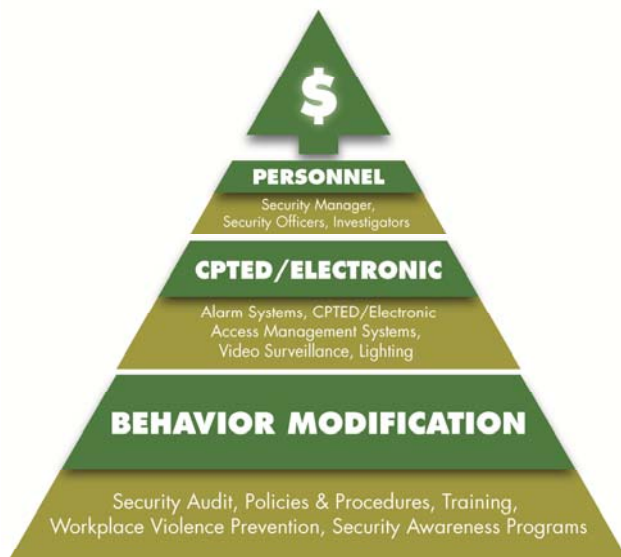 $
PERSONNEL
Security Manager,
Security Officers, Investigators
CPTED/ELECTRONIC
Alarm Systems, CPTED/Electronic
Access Management Systems,
Video Surveillance, Lighting
BEHAVIOR MODIFICATION
Security Audit, Policies & Procedures, Training,
Workplace Violence Prevention, Security Awareness Programs